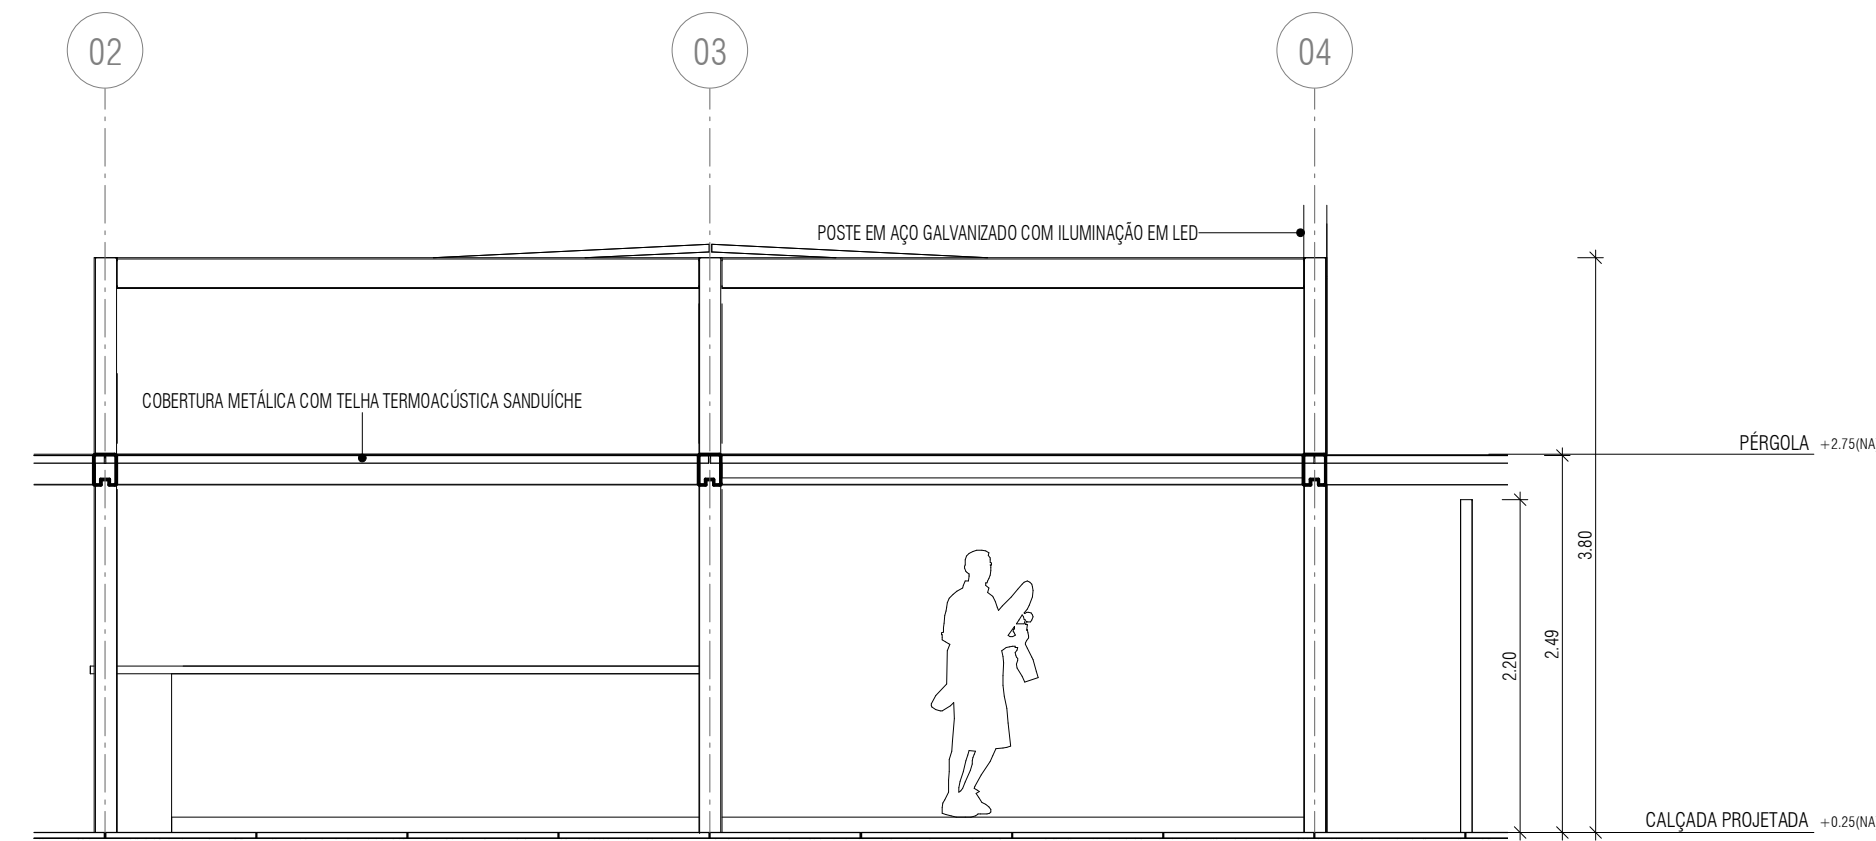 02 03 04
POSTE EM AÇO GALVANIZADO COM ILUMINAÇÃO EM LED
COBERTURA METÁLICA COM TELHA TERMOACÚSTICA SANDUÍCHE
PÉRGOLA +2.75(NA
3.80
2.49
2.20
CALÇADA PROJETADA +0.25(NA